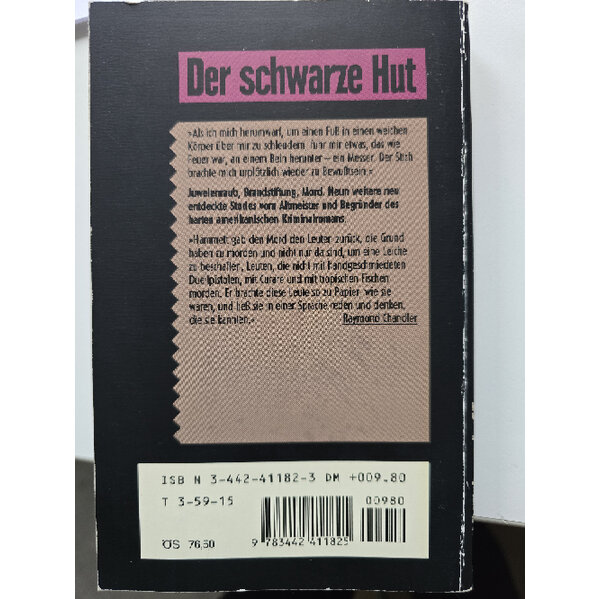 Der schwarze Hut
»Als ich mich herumwarf, um einen Fuß in einen weichen
Körper über mir zu schleudern, fuhr mir etwas, das wie
Feuer war, an einem Bein herunter – ein Messer. Der Stich
brachte mich urplötzlich wieder zu Bewußtsein.«
Juwelenraub, Brandstiftung, Mord. Neun weitere neu
entdeckte Stories vom Altmeister und Begründer des
harten amerikanischen Kriminalromans.
»Hammett gab den Mord den Leuten zurück, die Grund
haben zu morden und nicht nur da sind, um eine Leiche
zu beschaffen, Leuten, die nicht mit handgeschmiedeten
Duellpistolen, mit Curare und mit tropischen Fischen
morden. Er brachte diese Leute so zu Papier, wie sie
waren, und ließ sie in einer Sprache reden und denken,
die sie kannten.« Raymond Chandler
ISB N 3-442-41182-3 DM +009.80
T 3-59-15 00980
ÖS 76,50 9 783442 411825